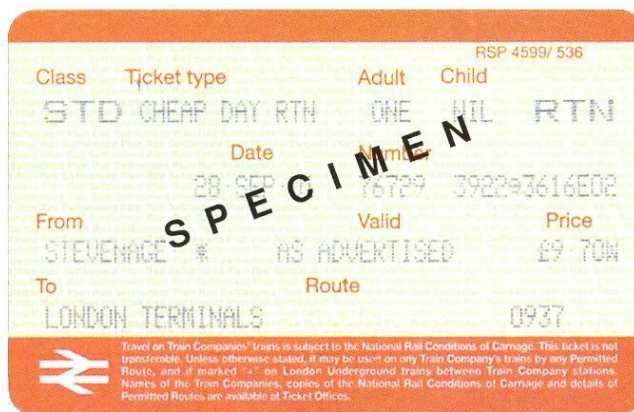 RSP 4599/ 536
Class Ticket type Adult Child
STD CHEAP DAY RTN ONE NIL RTN
Date Number
28 SEP 76729
SPECIMEN
From Valid Price
STEVENAGE * AS ADVERTISED £9·70W
To Route
LONDON TERMINALS 0937
Travel on Train Companies' trains is subject to the National Rail Conditions of Carriage. This ticket is not
transferable. Unless otherwise stated, it may be used on any Train Company's trains by any Permitted
Route, and if marked "+" on London Underground trains between Train Company stations.
Names of the Train Companies, copies of the National Rail Conditions of Carriage and details of
Permitted Routes are available at Ticket Offices.